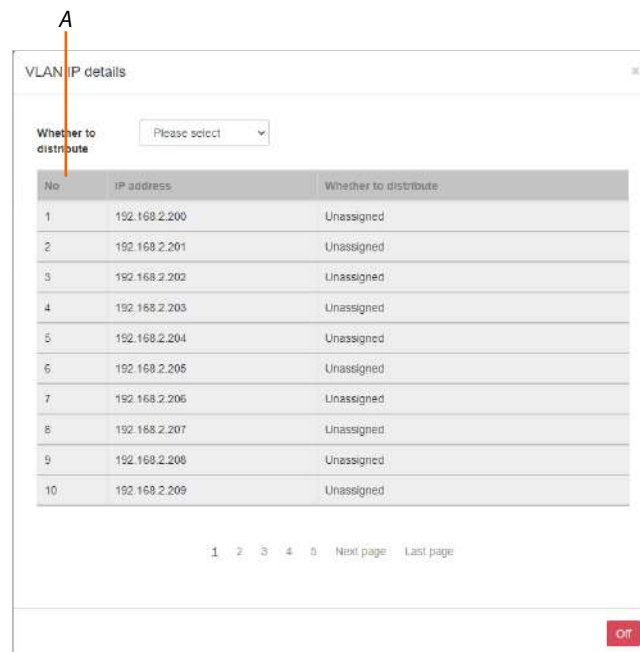 A
VLAN IP details
×
Whether to distribute
Please select
No IP address Whether to distribute
1 192.168.2.200 Unassigned
2 192.168.2.201 Unassigned
3 192.168.2.202 Unassigned
4 192.168.2.203 Unassigned
5 192.168.2.204 Unassigned
6 192.168.2.205 Unassigned
7 192.168.2.206 Unassigned
8 192.168.2.207 Unassigned
9 192.168.2.208 Unassigned
10 192.168.2.209 Unassigned
1 2 3 4 5 Next page Last page
Off